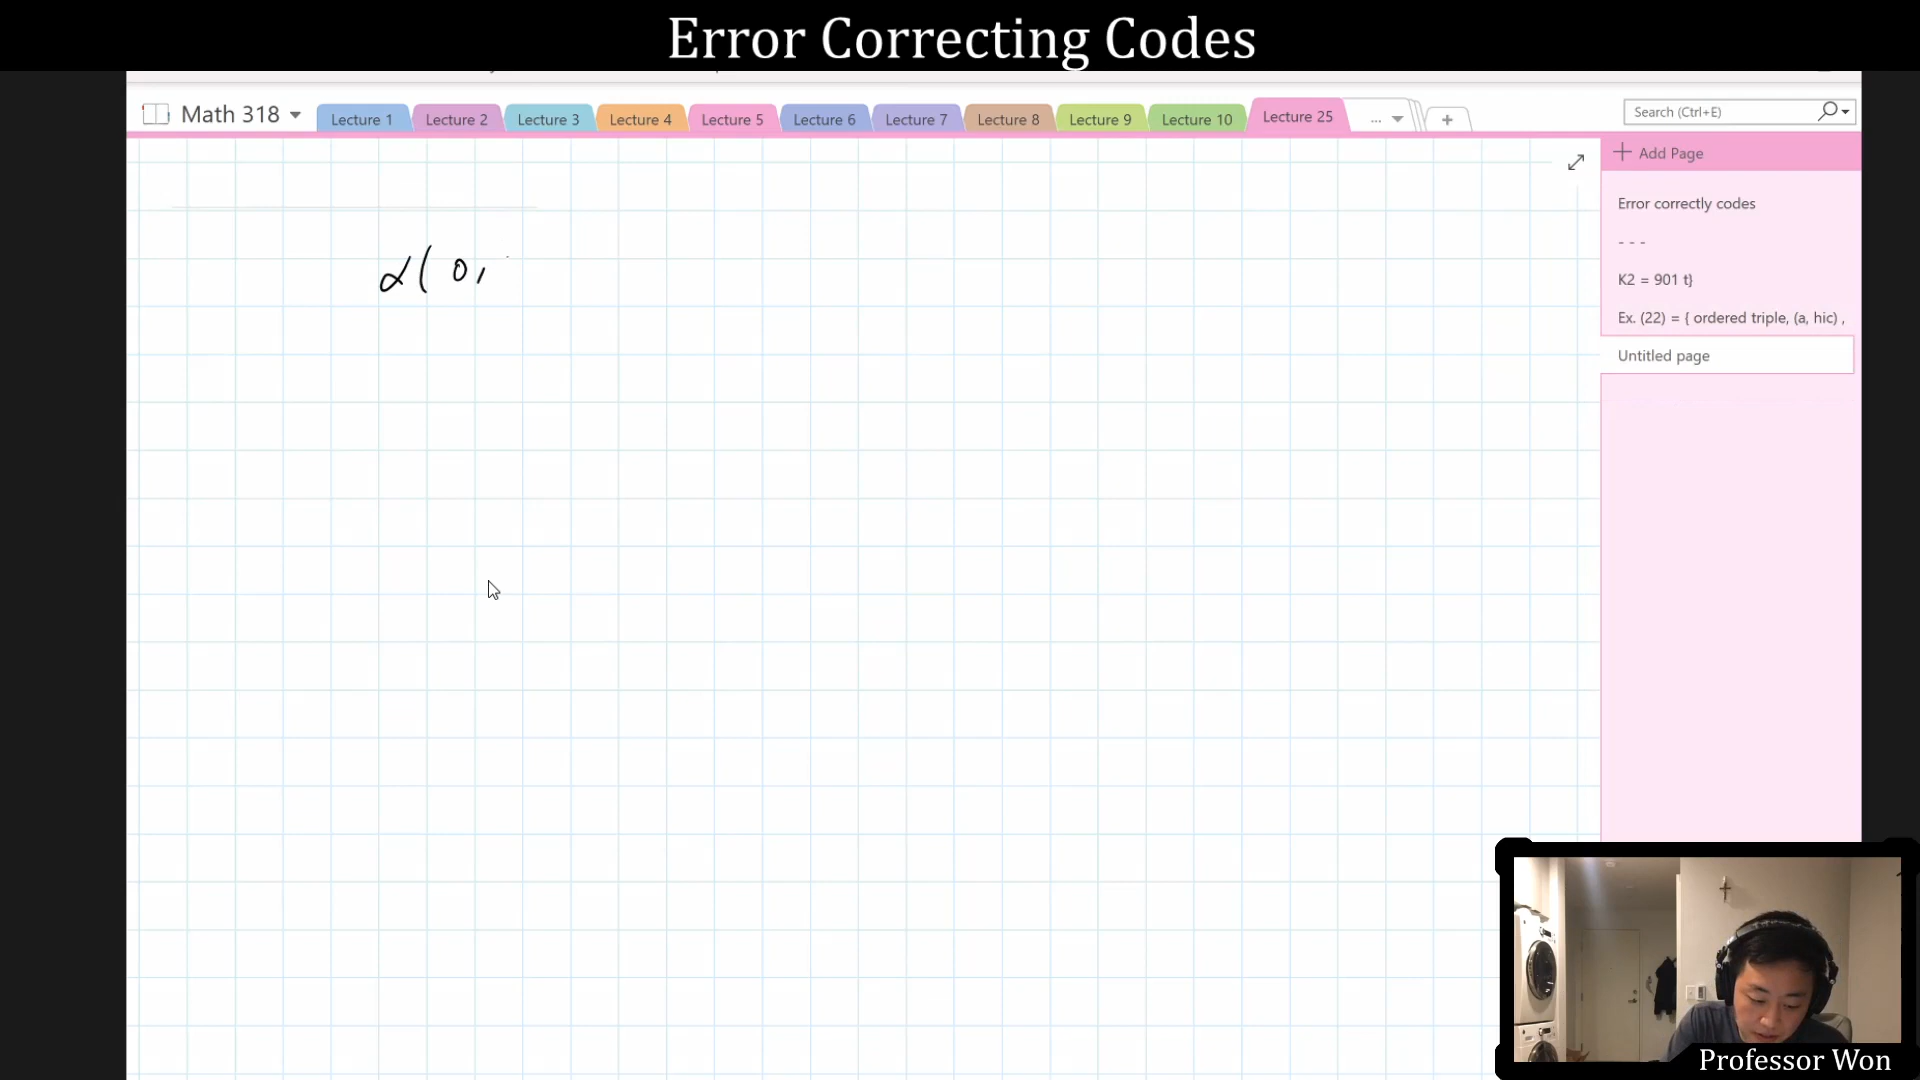 Error Correcting Codes
Math 318
Lecture 1
Lecture 2
Lecture 3
Lecture 4
Lecture 5
Lecture 6
Lecture 7
Lecture 8
Lecture 9
Lecture 10
Lecture 25
...
+
Search (Ctrl+E)
+ Add Page
Error correctly codes
- - -
K2 = 901 t}
Ex. (22) = { ordered triple, (a, hic) ,
Untitled page
d( 0,
Professor Won